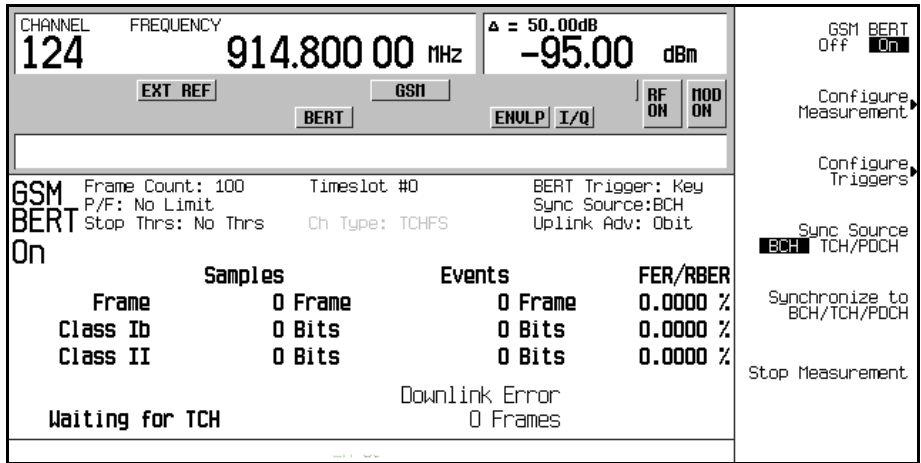 CHANNEL FREQUENCY Δ = 50.00dB
124 914.800 00 MHz -95.00 dBm
EXT REF GSM RF ON MOD ON
BERT ENVLP I/Q
GSM BERT On
Frame Count: 100 Timeslot #0 BERT Trigger: Key
P/F: No Limit Sync Source:BCH
Stop Thrs: No Thrs Ch Type: TCHFS Uplink Adv: 0bit
Samples Events FER/RBER
Frame 0 Frame 0 Frame 0.0000 %
Class Ib 0 Bits 0 Bits 0.0000 %
Class II 0 Bits 0 Bits 0.0000 %
Downlink Error
Waiting for TCH 0 Frames
GSM BERT
Off On
Configure
Measurement
Configure
Triggers
Sync Source
BCH TCH/PDCH
Synchronize to
BCH/TCH/PDCH
Stop Measurement